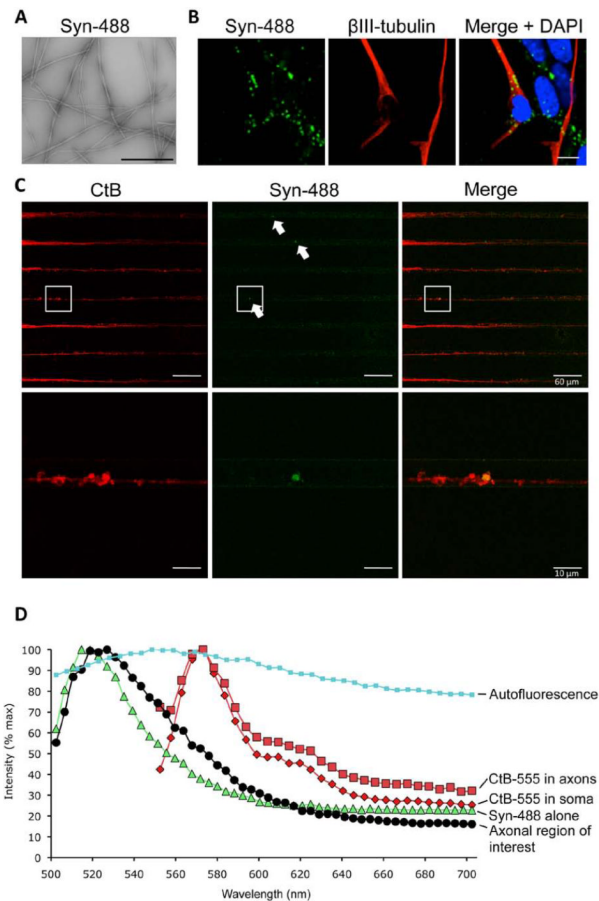 A
Syn-488
B
Syn-488 βIII-tubulin Merge + DAPI
C
CtB Syn-488 Merge
60 µm
10 µm
D
Intensity (% max)
100
90
80
70
60
50
40
30
20
10
0
500 520 540 560 580 600 620 640 660 680 700
Wavelength (nm)
Autofluorescence
CtB-555 in axons
CtB-555 in soma
Syn-488 alone
Axonal region of
interest